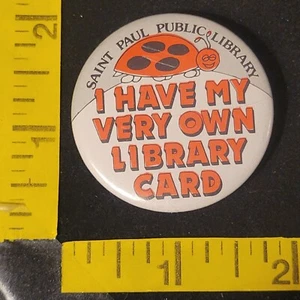 SAINT PAUL PUBLIC LIBRARY
I HAVE MY
VERY OWN
LIBRARY
CARD
2
1
1
2